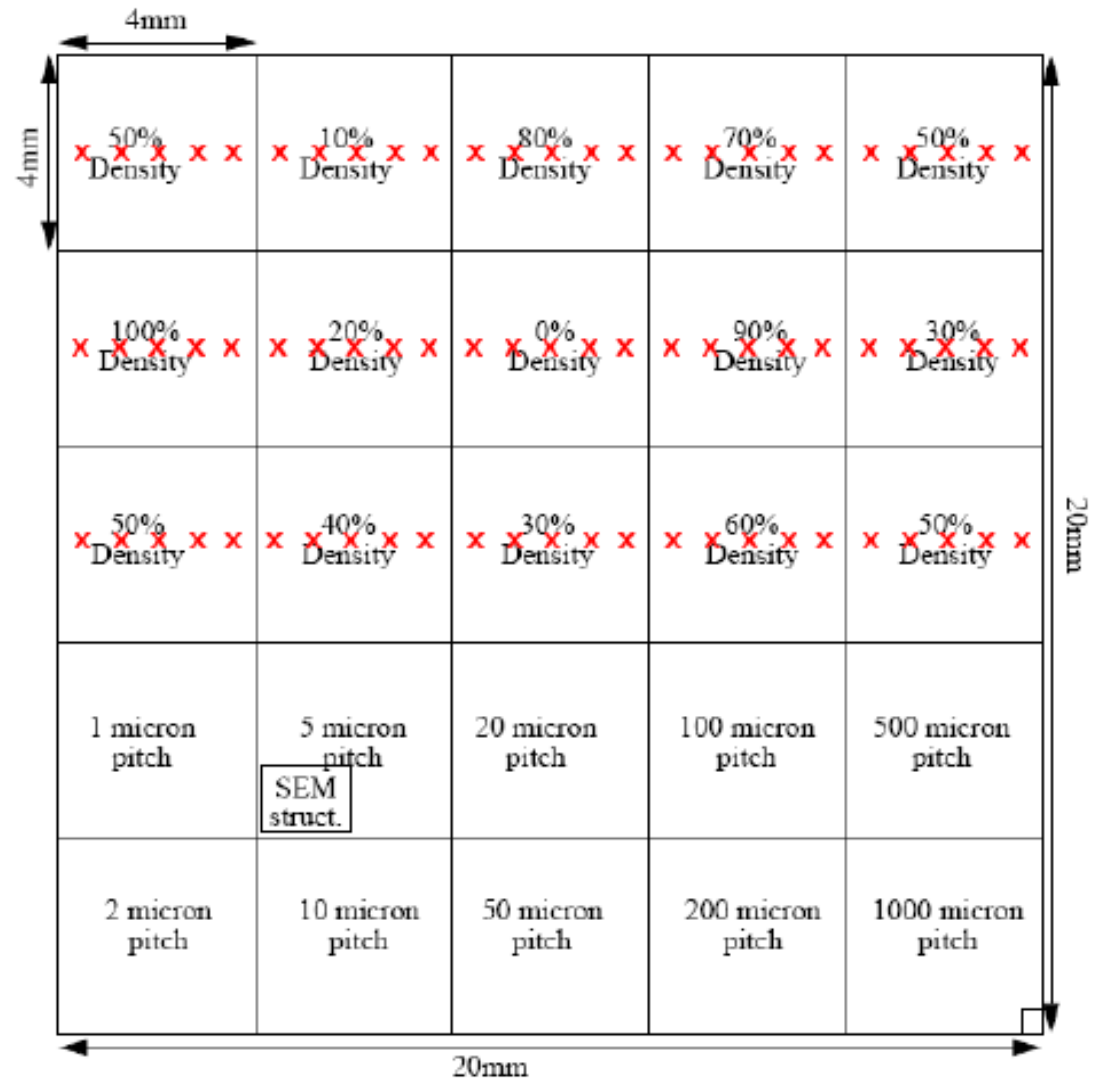 4mm
4mm
50%
Density
10%
Density
80%
Density
70%
Density
50%
Density
100%
Density
20%
Density
0%
Density
90%
Density
30%
Density
50%
Density
40%
Density
30%
Density
60%
Density
50%
Density
20mm
1 micron
pitch
5 micron
pitch
20 micron
pitch
100 micron
pitch
500 micron
pitch
SEM
struct.
2 micron
pitch
10 micron
pitch
50 micron
pitch
200 micron
pitch
1000 micron
pitch
20mm